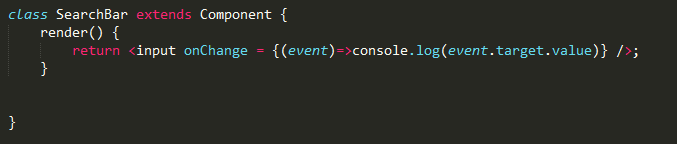 class SearchBar extends Component {
    render() {
        return <input onChange = {(event)=>console.log(event.target.value)} />;
    }
}